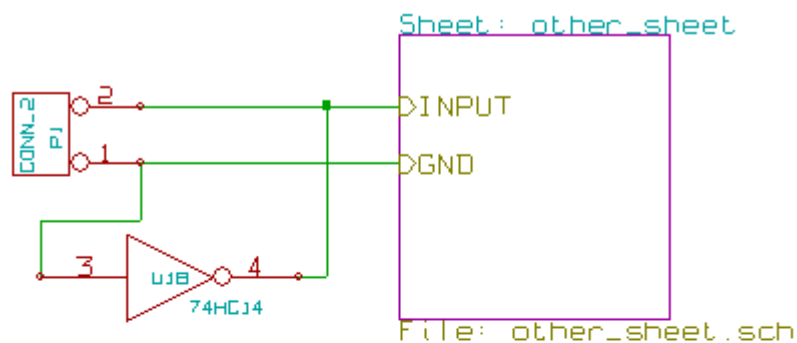 Sheet: other_sheet
CONN_2
P1
2
INPUT
1
GND
3
U1B
4
74HC14
File: other_sheet.sch